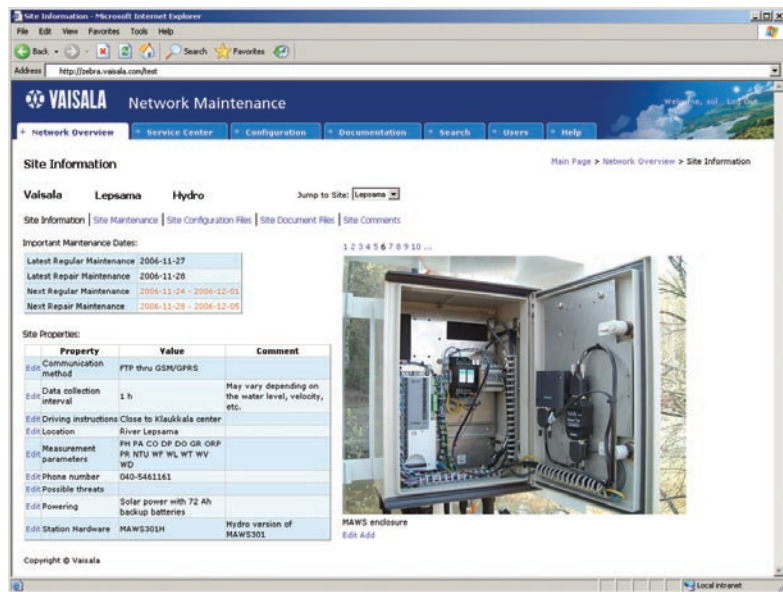 Site Information - Microsoft Internet Explorer
File Edit View Favorites Tools Help
Back Search Favorites
Address http://zebra.vaisala.com/test
VAISALA Network Maintenance
Welcome, sol Log Out
Network Overview Service Center Configuration Documentation Search Users Help
Site Information
Main Page > Network Overview > Site Information
Vaisala Lepsama Hydro Jump to Site: Lepsama
Site Information | Site Maintenance | Site Configuration Files | Site Document Files | Site Comments
Important Maintenance Dates:
Latest Regular Maintenance 2006-11-27
Latest Repair Maintenance 2006-11-28
Next Regular Maintenance 2006-11-24 - 2006-12-01
Next Repair Maintenance 2006-11-28 - 2006-12-05
1 2 3 4 5 6 7 8 9 10 ...
Site Properties:
Property Value Comment
Edit Communication method FTP thru GSM/GPRS
Edit Data collection interval 1 h May vary depending on the water level, velocity, etc.
Edit Driving instructions Close to Klaukkala center
Edit Location River Lepsama
Edit Measurement parameters PH PA CO DP DO GR ORP PR NTU WF WL WT WV WD
Edit Phone number 040-5461161
Edit Possible threats
Edit Powering Solar power with 72 Ah backup batteries
Edit Station Hardware MAWS301H Hydro version of MAWS301
MAWS enclosure
Edit Add
Copyright © Vaisala
Local intranet